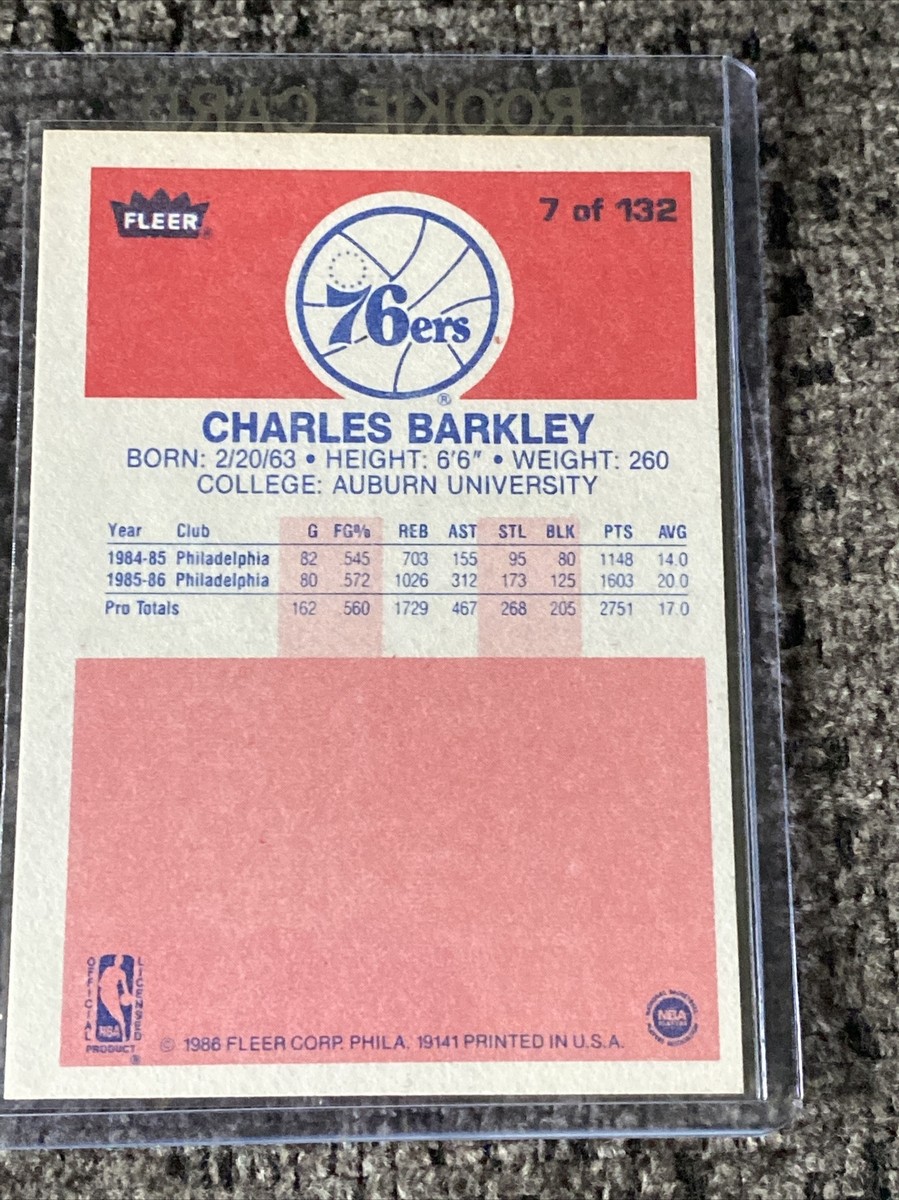 ROOKIE CARD
FLEER®
7 of 132
76ers
®
CHARLES BARKLEY
BORN: 2/20/63 • HEIGHT: 6'6" • WEIGHT: 260
COLLEGE: AUBURN UNIVERSITY
Year Club G FG% REB AST STL BLK PTS AVG
1984-85 Philadelphia 82 .545 703 155 95 80 1148 14.0
1985-86 Philadelphia 80 .572 1026 312 173 125 1603 20.0
Pro Totals 162 .560 1729 467 268 205 2751 17.0
OFFICIAL
LICENSED
NBA
PRODUCT
®
© 1986 FLEER CORP. PHILA. 19141 PRINTED IN U.S.A.
NBA